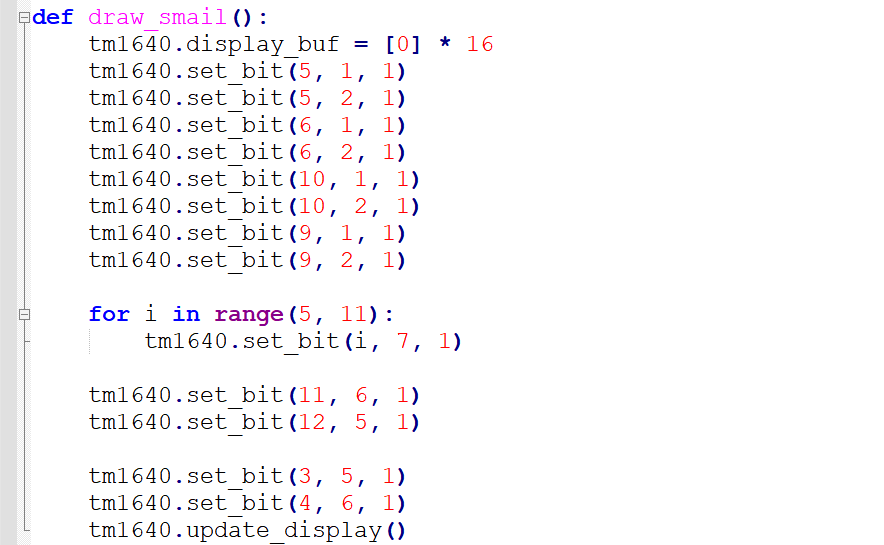 def draw_smail():
    tm1640.display_buf = [0] * 16
    tm1640.set_bit(5, 1, 1)
    tm1640.set_bit(5, 2, 1)
    tm1640.set_bit(6, 1, 1)
    tm1640.set_bit(6, 2, 1)
    tm1640.set_bit(10, 1, 1)
    tm1640.set_bit(10, 2, 1)
    tm1640.set_bit(9, 1, 1)
    tm1640.set_bit(9, 2, 1)

    for i in range(5, 11):
        tm1640.set_bit(i, 7, 1)

    tm1640.set_bit(11, 6, 1)
    tm1640.set_bit(12, 5, 1)

    tm1640.set_bit(3, 5, 1)
    tm1640.set_bit(4, 6, 1)
    tm1640.update_display()